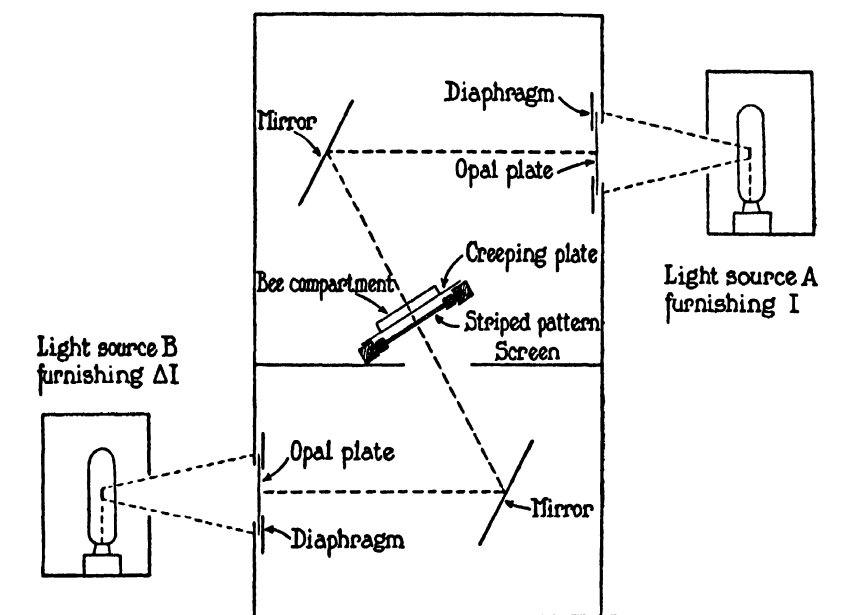 Diaphragm
Mirror
Opal plate
Creeping plate
Bee compartment
Light source A
furnishing I
Striped pattern
Screen
Light source B
furnishing ΔI
Opal plate
Mirror
Diaphragm